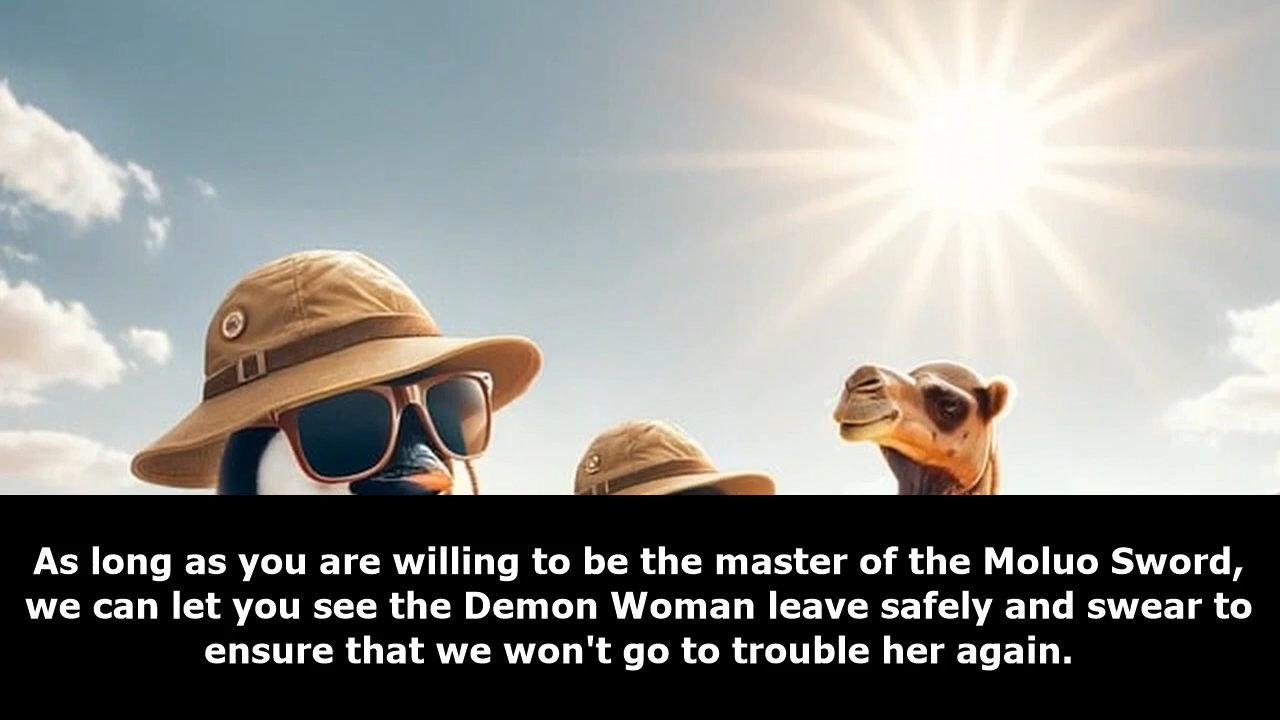 As long as you are willing to be the master of the Moluo Sword,
we can let you see the Demon Woman leave safely and swear to
ensure that we won't go to trouble her again.